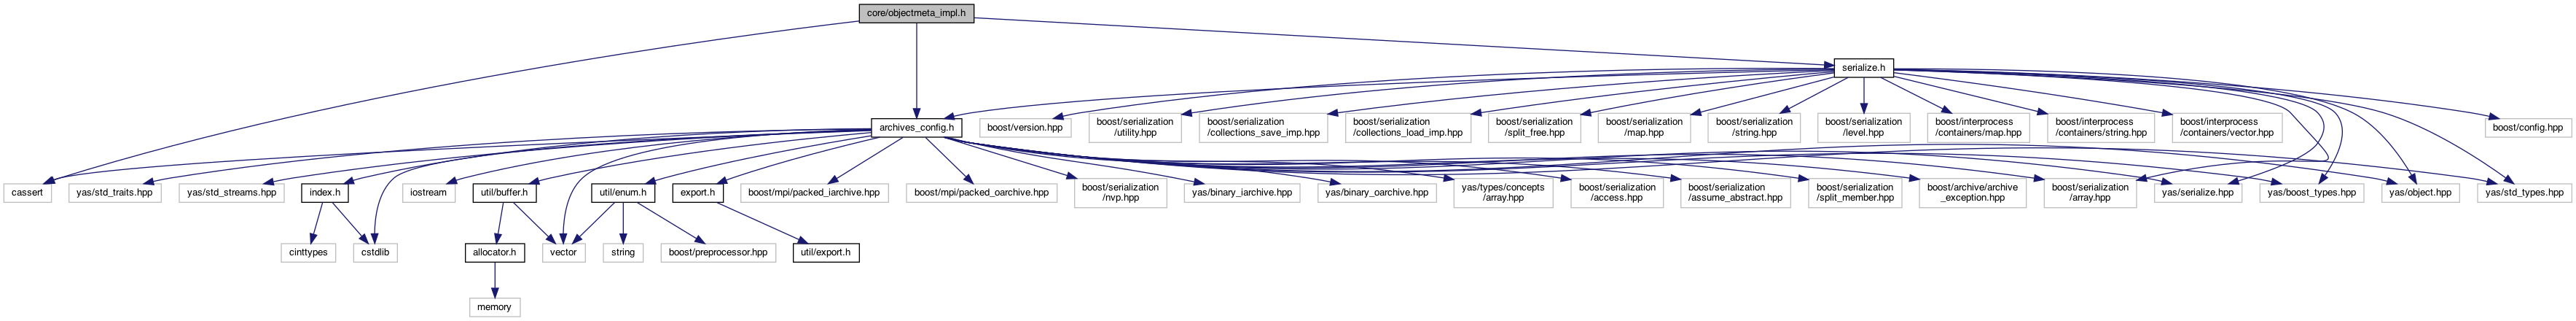 core/objectmeta_impl.h
serialize.h
archives_config.h
boost/version.hpp
boost/serialization
/utility.hpp
boost/serialization
/collections_save_imp.hpp
boost/serialization
/collections_load_imp.hpp
boost/serialization
/split_free.hpp
boost/serialization
/map.hpp
boost/serialization
/string.hpp
boost/serialization
/level.hpp
boost/interprocess
/containers/map.hpp
boost/interprocess
/containers/string.hpp
boost/interprocess
/containers/vector.hpp
boost/config.hpp
cassert
yas/std_traits.hpp
yas/std_streams.hpp
index.h
iostream
util/buffer.h
util/enum.h
export.h
boost/mpi/packed_iarchive.hpp
boost/mpi/packed_oarchive.hpp
boost/serialization
/nvp.hpp
yas/binary_iarchive.hpp
yas/binary_oarchive.hpp
yas/types/concepts
/array.hpp
boost/serialization
/access.hpp
boost/serialization
/assume_abstract.hpp
boost/serialization
/split_member.hpp
boost/archive/archive
_exception.hpp
boost/serialization
/array.hpp
yas/serialize.hpp
yas/boost_types.hpp
yas/object.hpp
yas/std_types.hpp
cinttypes
cstdlib
allocator.h
vector
string
boost/preprocessor.hpp
util/export.h
memory